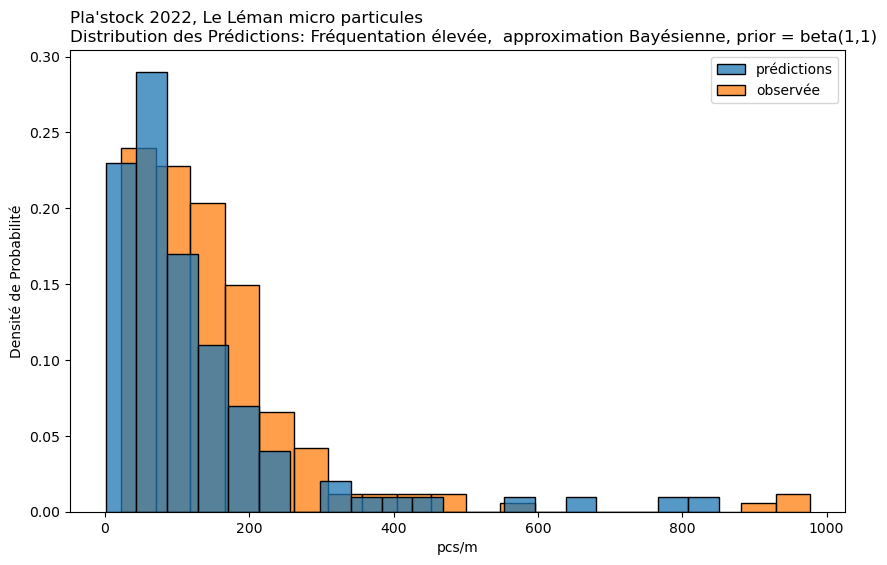 Pla'stock 2022, Le Léman micro particules
Distribution des Prédictions: Fréquentation élevée,  approximation Bayésienne, prior = beta(1,1)
prédictions
observée
Densité de Probabilité
0.30
0.25
0.20
0.15
0.10
0.05
0.00
0
200
400
600
800
1000
pcs/m